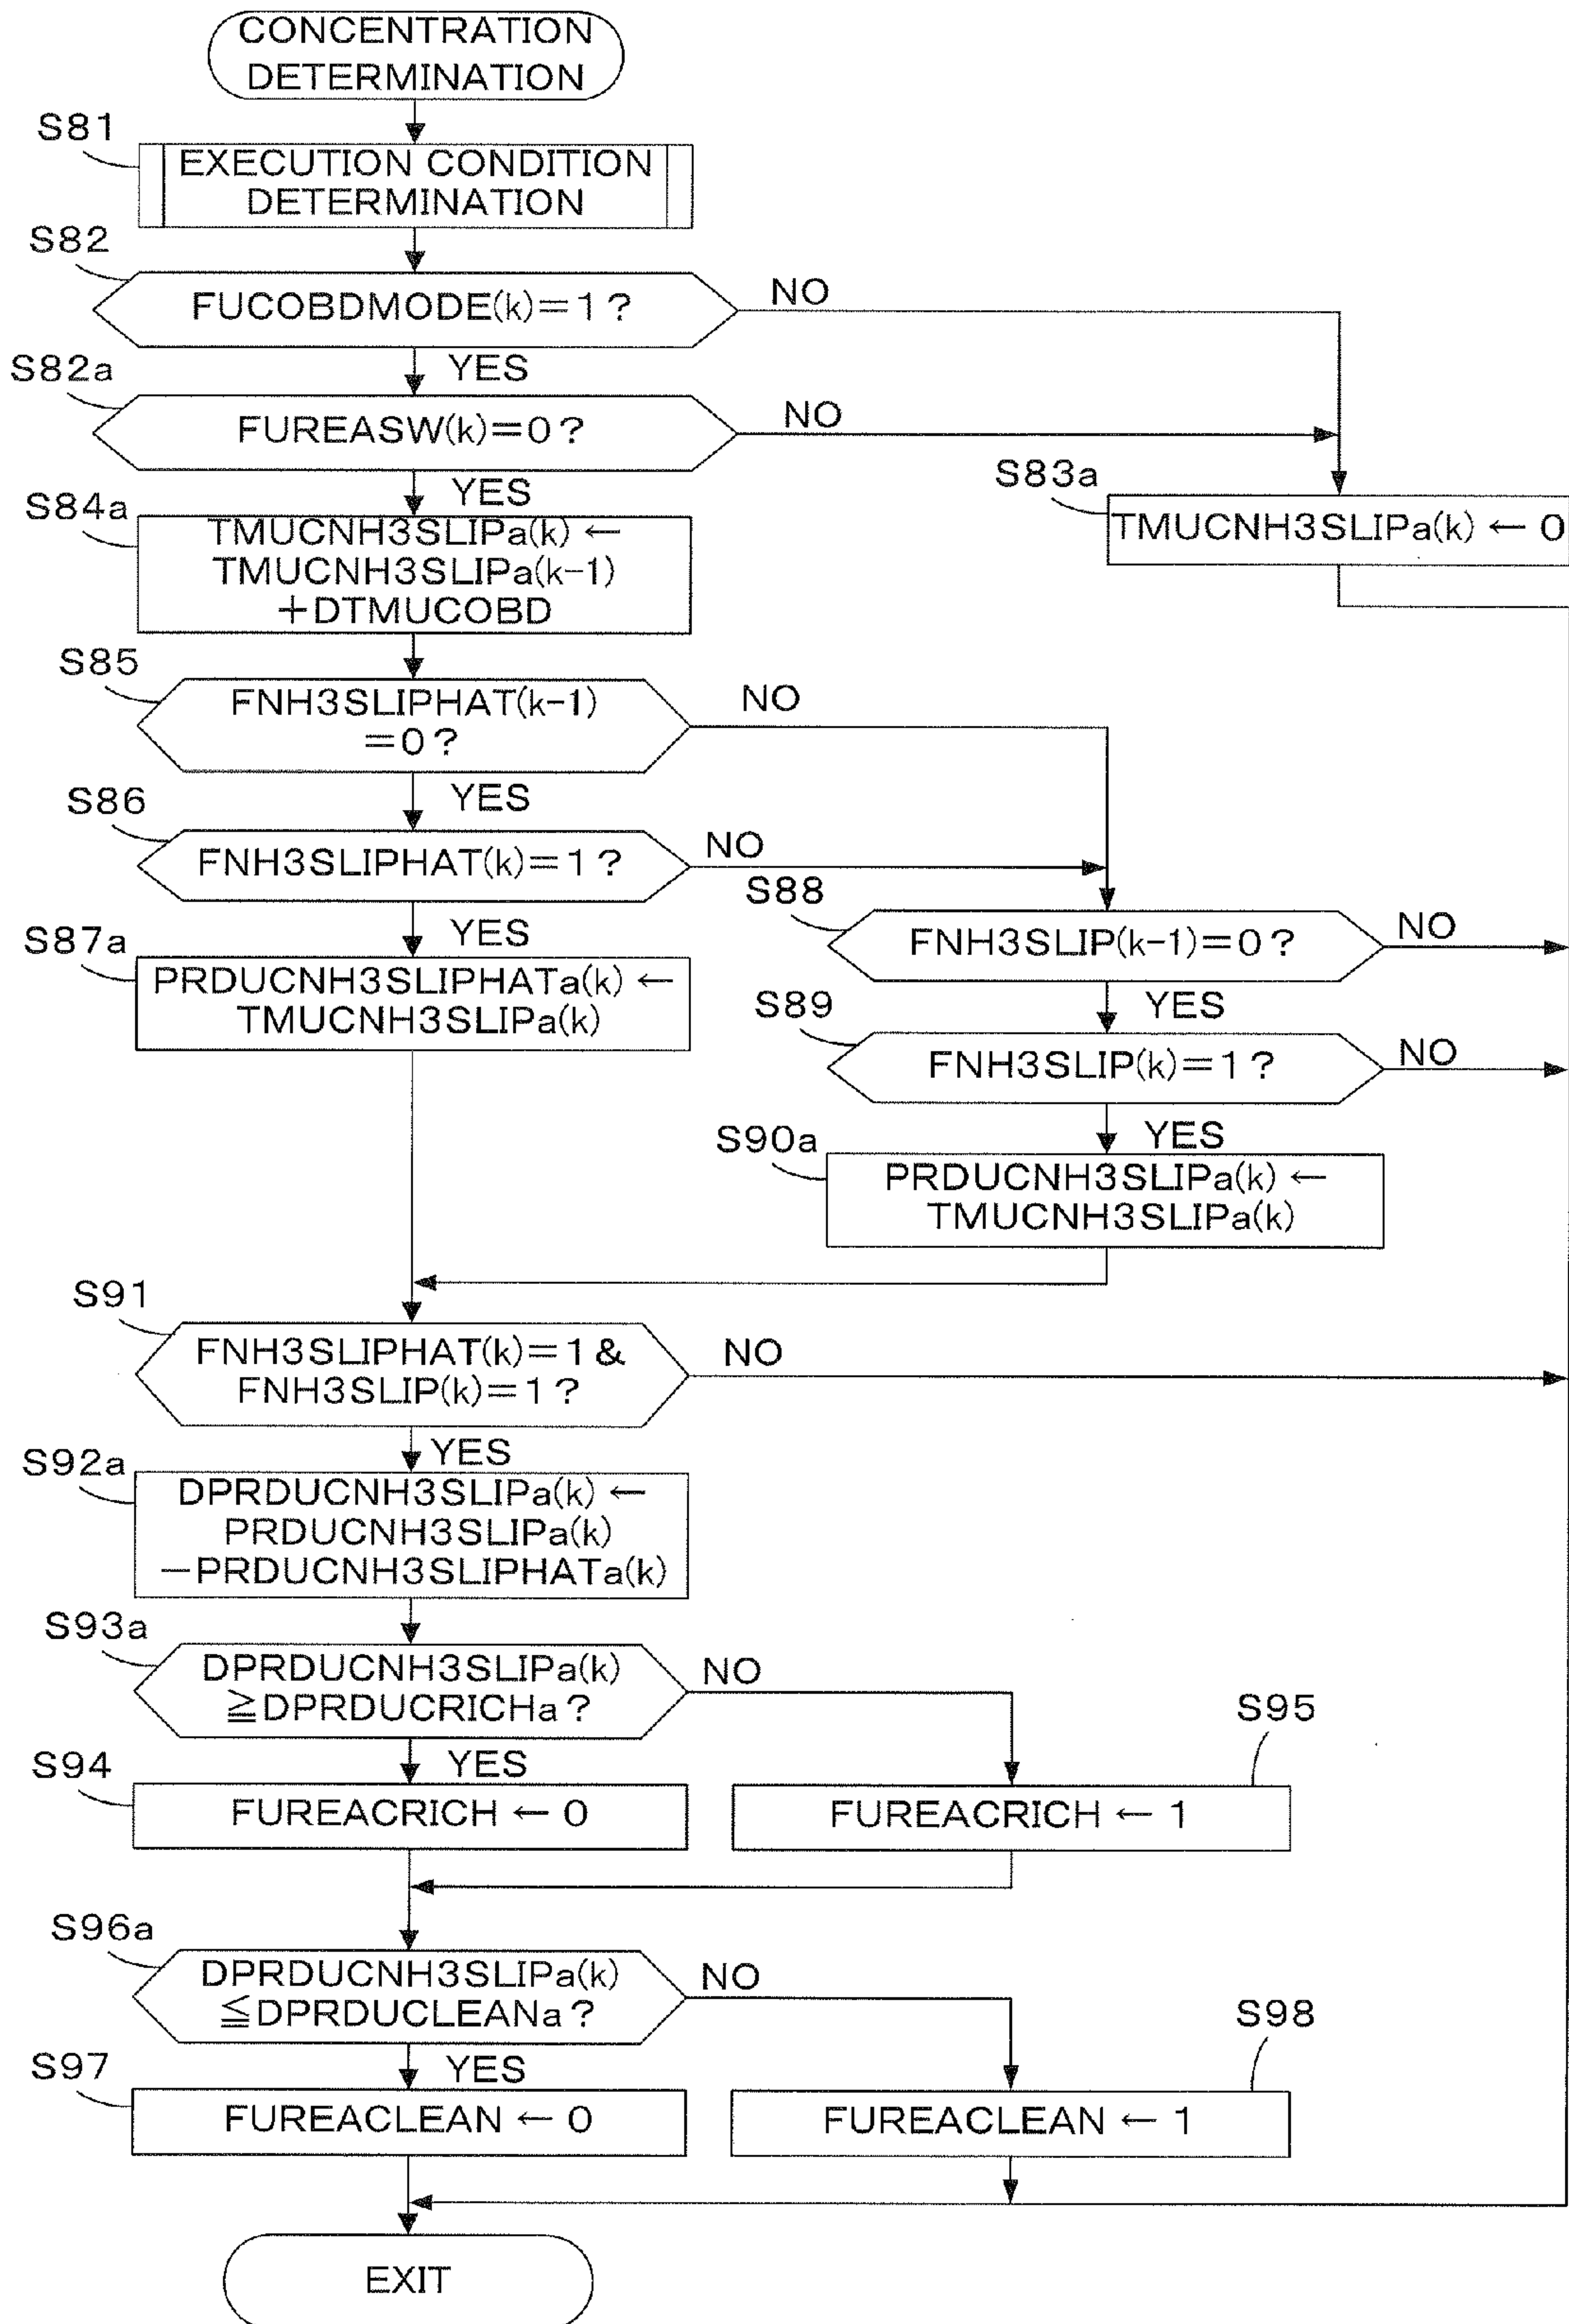 CONCENTRATION
DETERMINATION
S81
EXECUTION CONDITION
DETERMINATION
S82
FUCOBDMODE(k)=1?
NO
YES
S82a
FUREASW(k)=0?
NO
YES
S83a
TMUCNH3SLIPa(k) ← 0
S84a
TMUCNH3SLIPa(k) ←
TMUCNH3SLIPa(k-1)
+DTMUCOBD
S85
FNH3SLIPHAT(k-1)
=0?
NO
YES
S86
FNH3SLIPHAT(k)=1?
NO
YES
S87a
PRDUCNH3SLIPHATa(k) ←
TMUCNH3SLIPa(k)
S88
FNH3SLIP(k-1)=0?
NO
YES
S89
FNH3SLIP(k)=1?
NO
YES
S90a
PRDUCNH3SLIPa(k) ←
TMUCNH3SLIPa(k)
S91
FNH3SLIPHAT(k)=1&
FNH3SLIP(k)=1?
NO
YES
S92a
DPRDUCNH3SLIPa(k) ←
PRDUCNH3SLIPa(k)
−PRDUCNH3SLIPHATa(k)
S93a
DPRDUCNH3SLIPa(k)
≧DPRDUCRICHa?
NO
YES
S94
FUREACRICH ← 0
S95
FUREACRICH ← 1
S96a
DPRDUCNH3SLIPa(k)
≦DPRDUCLEANa?
NO
YES
S97
FUREACLEAN ← 0
S98
FUREACLEAN ← 1
EXIT